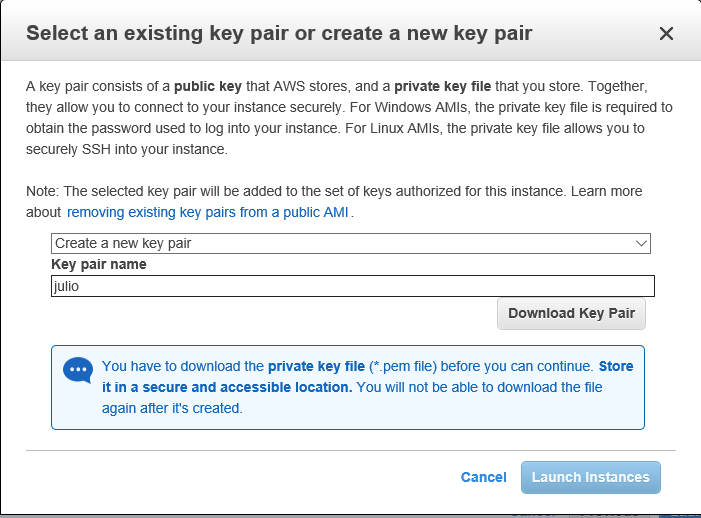 Select an existing key pair or create a new key pair
A key pair consists of a public key that AWS stores, and a private key file that you store. Together,
they allow you to connect to your instance securely. For Windows AMIs, the private key file is required to
obtain the password used to log into your instance. For Linux AMIs, the private key file allows you to
securely SSH into your instance.
Note: The selected key pair will be added to the set of keys authorized for this instance. Learn more
about removing existing key pairs from a public AMI.
Create a new key pair
Key pair name
julio
Download Key Pair
You have to download the private key file (*.pem file) before you can continue. Store
it in a secure and accessible location. You will not be able to download the file
again after it's created.
Cancel Launch Instances